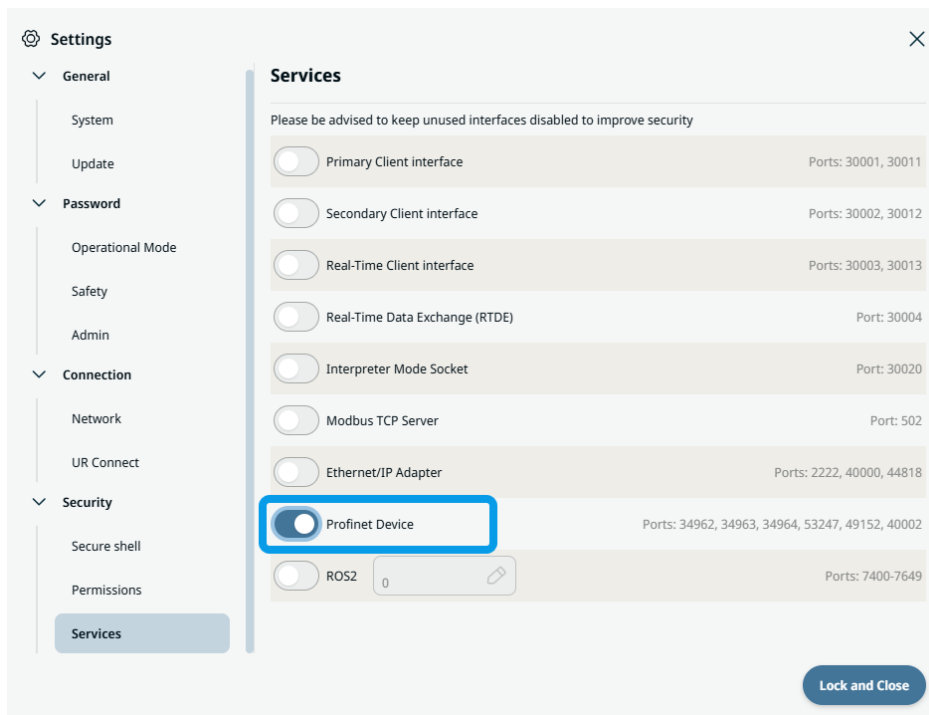 Settings
General
System
Update
Password
Operational Mode
Safety
Admin
Connection
Network
UR Connect
Security
Secure shell
Permissions
Services
Services
Please be advised to keep unused interfaces disabled to improve security
Primary Client interface Ports: 30001, 30011
Secondary Client interface Ports: 30002, 30012
Real-Time Client interface Ports: 30003, 30013
Real-Time Data Exchange (RTDE) Port: 30004
Interpreter Mode Socket Port: 30020
Modbus TCP Server Port: 502
Ethernet/IP Adapter Ports: 2222, 40000, 44818
Profinet Device Ports: 34962, 34963, 34964, 53247, 49152, 40002
ROS2 0 Ports: 7400-7649
Lock and Close